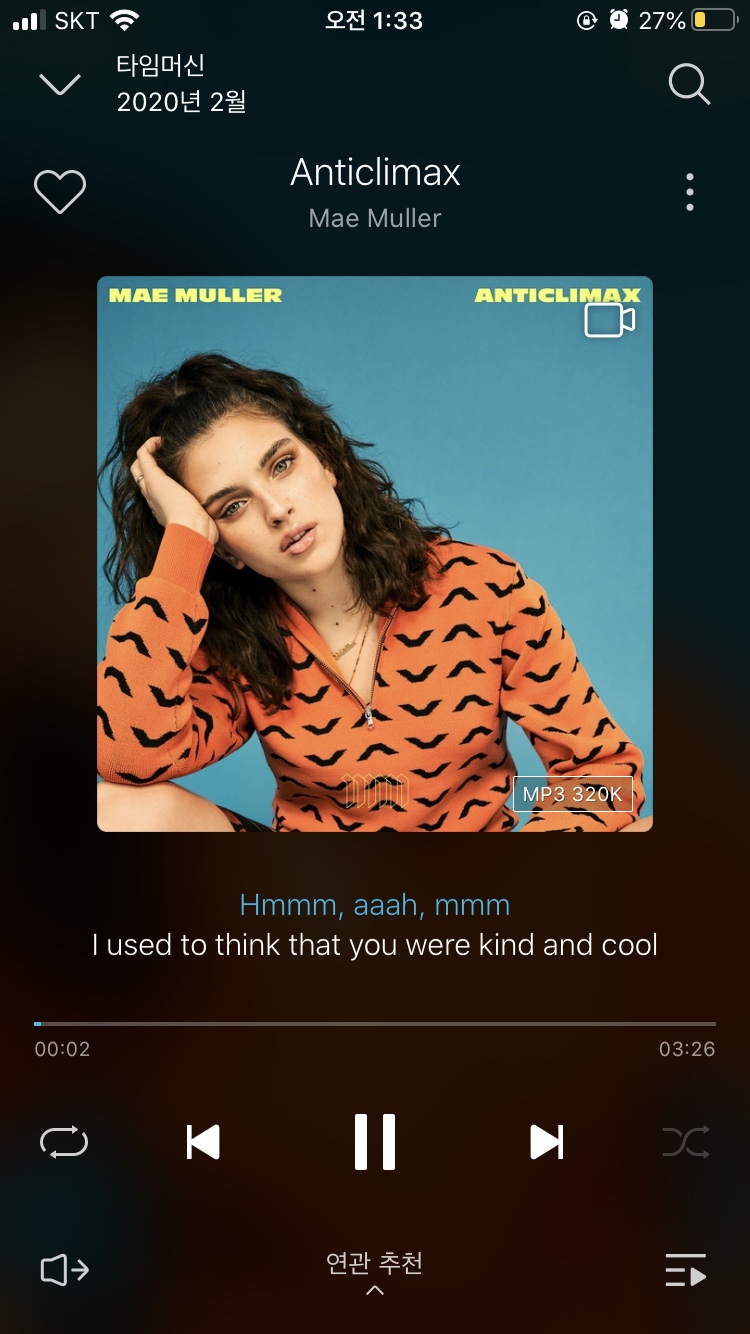 SKT 오전 1:33 27%
타임머신
2020년 2월
Anticlimax
Mae Muller
MAE MULLER ANTICLIMAX
MP3 320K
Hmmm, aaah, mmm
I used to think that you were kind and cool
00:02 03:26
연관 추천